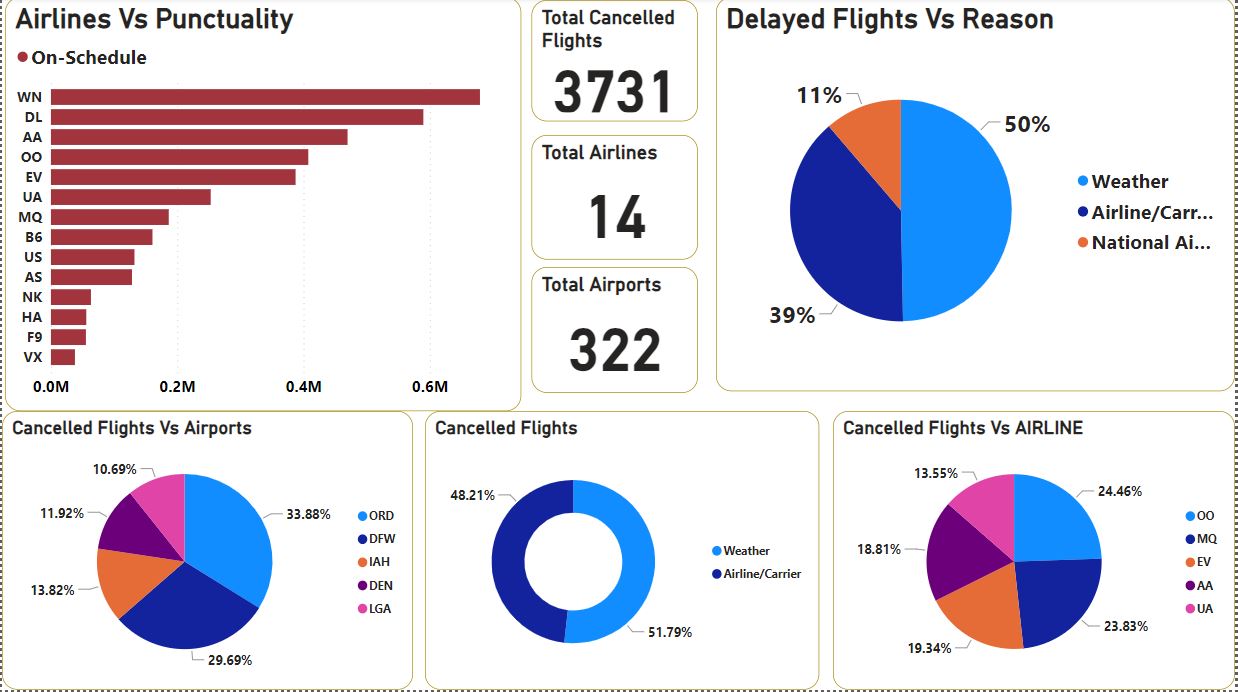 Airlines Vs Punctuality
On-Schedule
WN
DL
AA
OO
EV
UA
MQ
B6
US
AS
NK
HA
F9
VX
0.0M 0.2M 0.4M 0.6M
Total Cancelled
Flights
3731
Total Airlines
14
Total Airports
322
Delayed Flights Vs Reason
11%
50%
39%
Weather
Airline/Carr...
National Ai...
Cancelled Flights Vs Airports
10.69%
11.92%
33.88%
13.82%
29.69%
ORD
DFW
IAH
DEN
LGA
Cancelled Flights
48.21%
51.79%
Weather
Airline/Carrier
Cancelled Flights Vs AIRLINE
13.55%
24.46%
18.81%
23.83%
19.34%
OO
MQ
EV
AA
UA